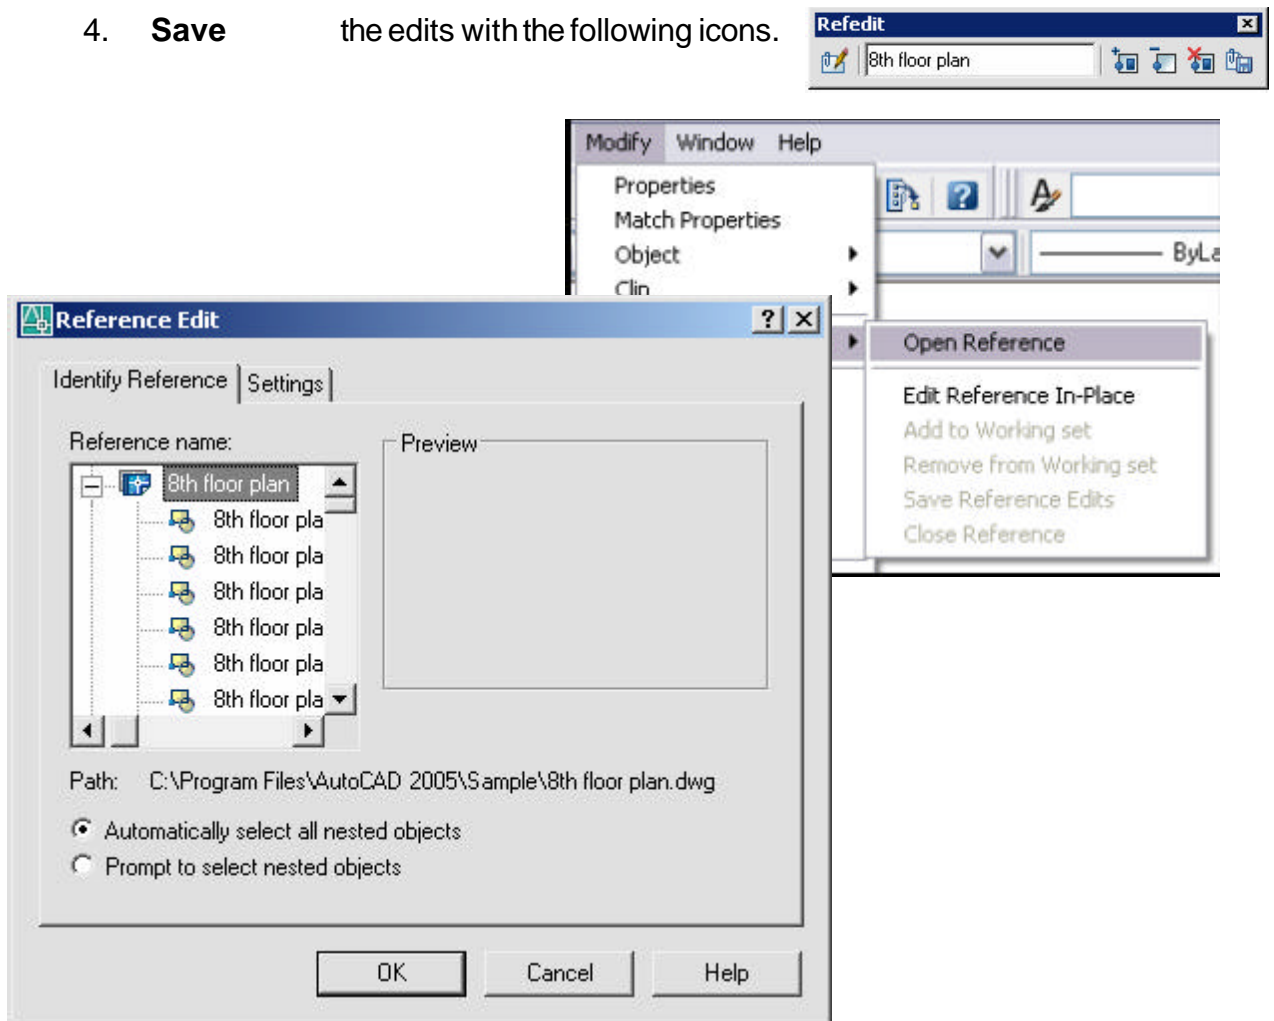 4. Save the edits with the following icons.
Refedit
8th floor plan
Modify Window Help
Properties
Match Properties
Object
Clip
ByLa
Open Reference
Edit Reference In-Place
Add to Working set
Remove from Working set
Save Reference Edits
Close Reference
Reference Edit
Identify Reference Settings
Reference name:
Preview
8th floor plan
8th floor pla
8th floor pla
8th floor pla
8th floor pla
8th floor pla
8th floor pla
Path: C:\Program Files\AutoCAD 2005\Sample\8th floor plan.dwg
Automatically select all nested objects
Prompt to select nested objects
OK Cancel Help